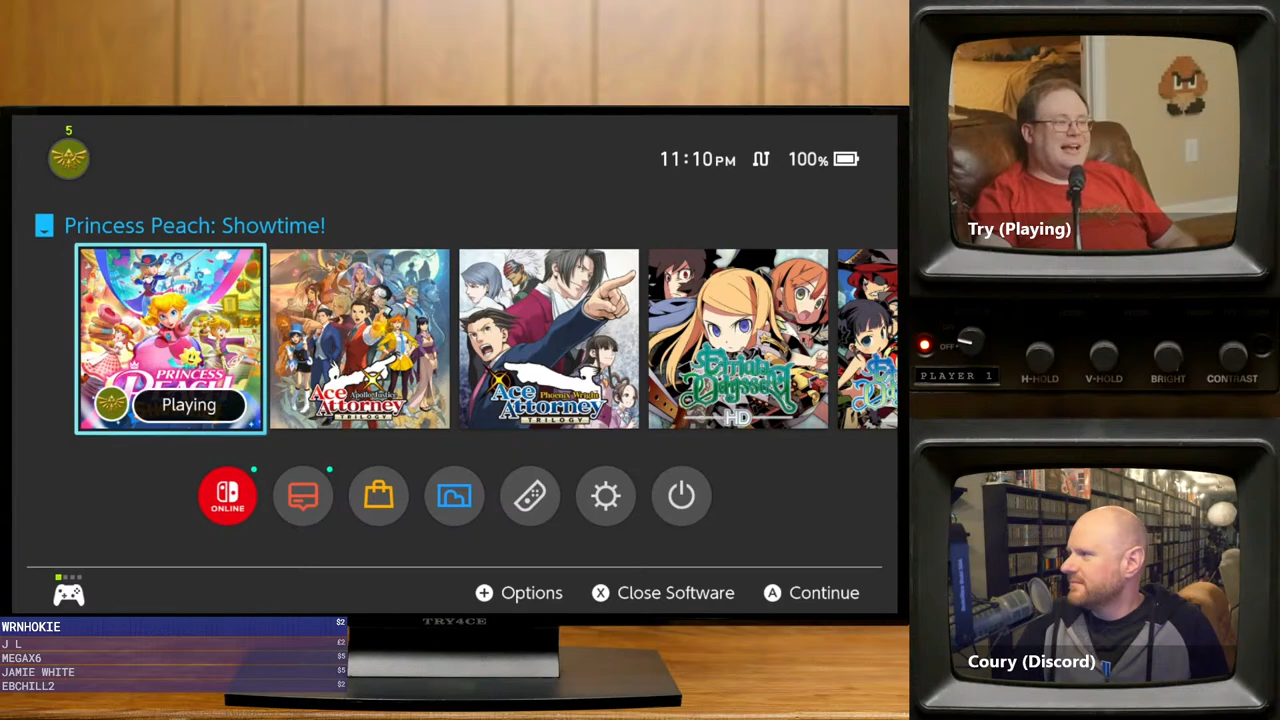 5
11:10PM
100%
Princess Peach: Showtime!
PRINCESS
PEACH
Playing
Apollo Justice
Ace
Attorney
TRILOGY
Phoenix Wright
Ace
Attorney
TRILOGY
Etrian
Odyssey
HD
ONLINE
Options
Close Software
Continue
TRY4CE
WRNHOKIE $2
J L £2
MEGAX6 $5
JAMIE WHITE $5
EBCHILL2 $2
Try (Playing)
OFF
PLAYER 1
H-HOLD
V-HOLD
BRIGHT
CONTRAST
Coury (Discord)